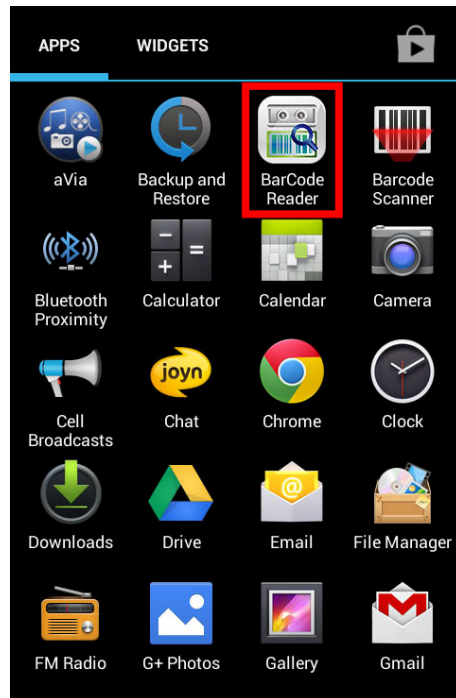 APPS WIDGETS
aVia Backup and Restore BarCode Reader Barcode Scanner
Bluetooth Proximity Calculator Calendar Camera
joyn
Cell Broadcasts Chat Chrome Clock
Downloads Drive Email File Manager
FM Radio G+ Photos Gallery Gmail